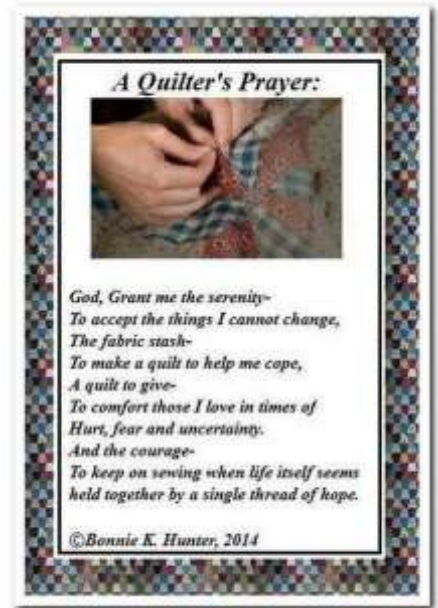 A Quilter's Prayer:
God, Grant me the serenity-
To accept the things I cannot change,
The fabric stash-
To make a quilt to help me cope,
A quilt to give-
To comfort those I love in times of
Hurt, fear and uncertainty.
And the courage-
To keep on sewing when life itself seems
held together by a single thread of hope.
©Bonnie K. Hunter, 2014